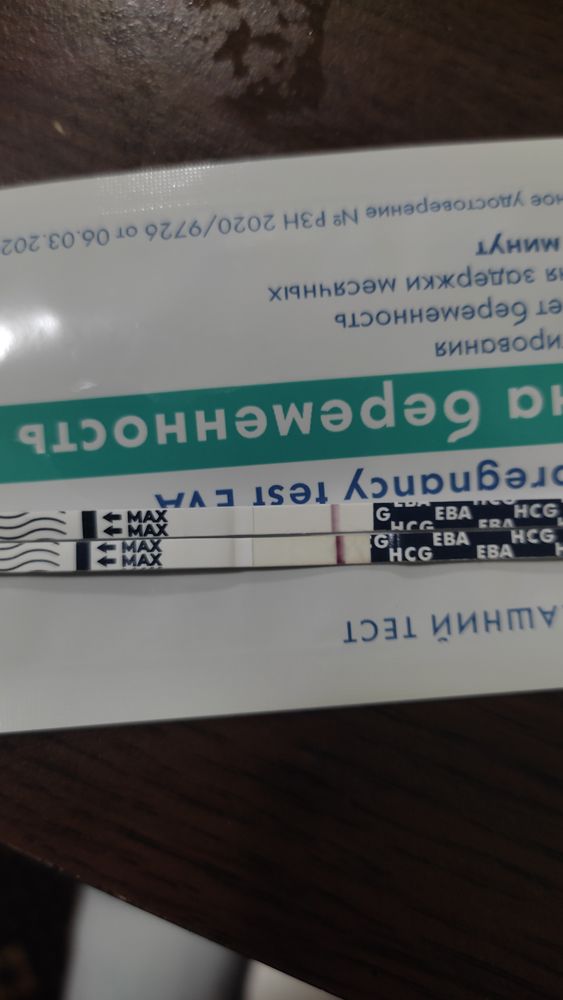 АШНИЙ ТЕСТ
pregnancy test EVA
на беременность
ирования
ет беременность
я задержки месячных
минут
ное удостоверение № РЗН 2020/9726 от 06.03.202
← MAX G EBA HCG
← MAX HCG EBA
← MAX G EBA HCG
← MAX HCG EBA